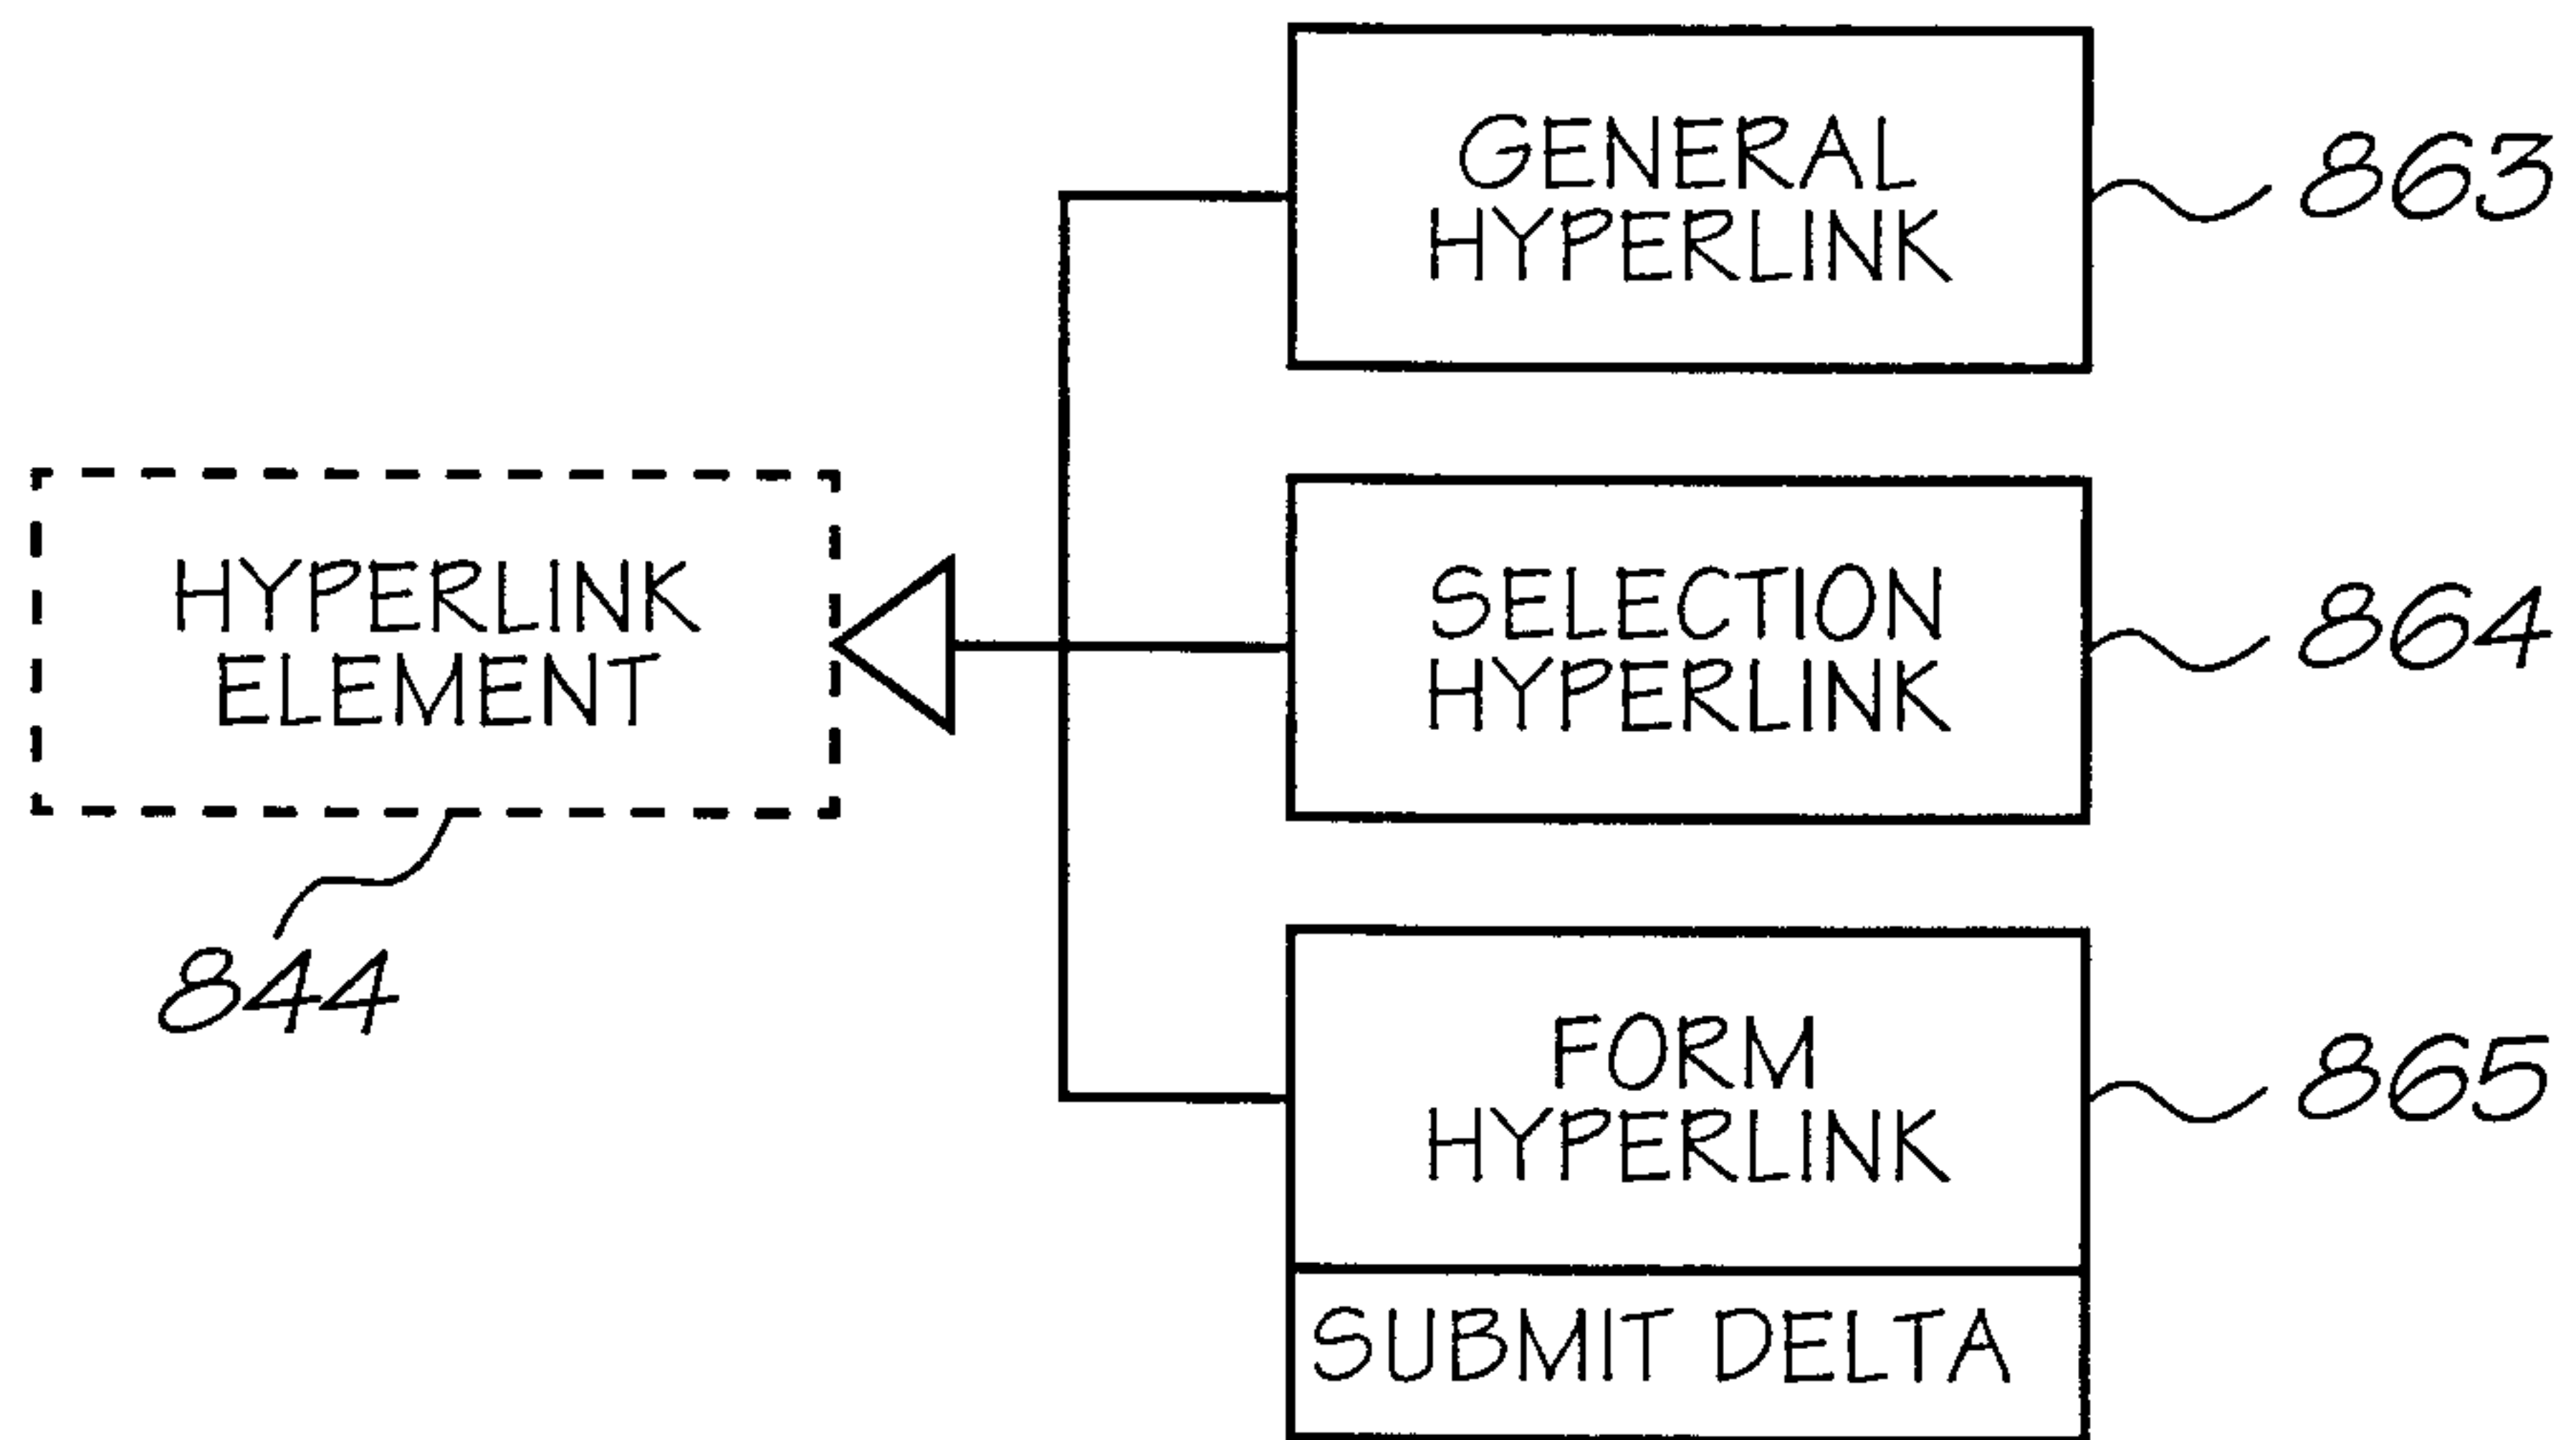 GENERAL
HYPERLINK
863
HYPERLINK
ELEMENT
844
SELECTION
HYPERLINK
864
FORM
HYPERLINK
865
SUBMIT DELTA